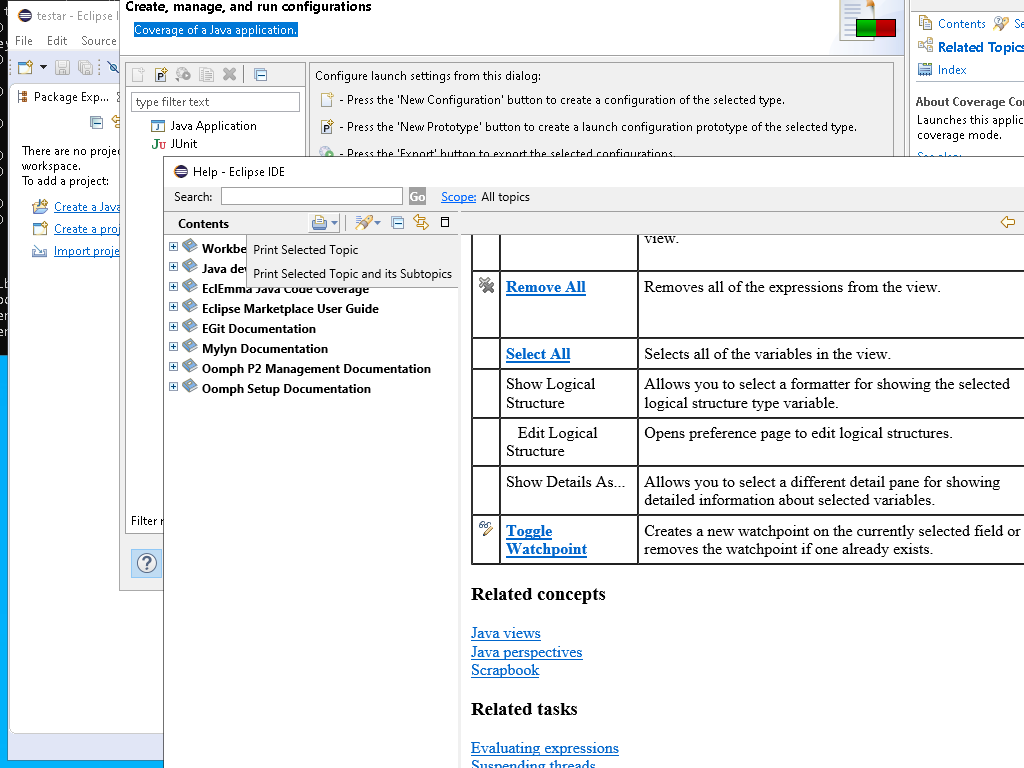 testar - Eclipse I
File Edit Source
Package Exp...
There are no proje
workspace.
To add a project:
Create a Java
Create a proj
Import proje
Create, manage, and run configurations
Coverage of a Java application.
type filter text
Java Application
JUnit
Filter
Configure launch settings from this dialog:
- Press the 'New Configuration' button to create a configuration of the selected type.
- Press the 'New Prototype' button to create a launch configuration prototype of the selected type.
- Press the 'Export' button to export the selected configurations.
Contents Se
Related Topics
Index
About Coverage Co
Launches this applic
coverage mode.
Help - Eclipse IDE
Search: Go Scope: All topics
Contents
Print Selected Topic
Print Selected Topic and its Subtopics
Workbe
Java dev
EclEmma Java Code Coverage
Eclipse Marketplace User Guide
EGit Documentation
Mylyn Documentation
Oomph P2 Management Documentation
Oomph Setup Documentation
view.
Remove All Removes all of the expressions from the view.
Select All Selects all of the variables in the view.
Show Logical Structure Allows you to select a formatter for showing the selected logical structure type variable.
Edit Logical Structure Opens preference page to edit logical structures.
Show Details As... Allows you to select a different detail pane for showing detailed information about selected variables.
Toggle Watchpoint Creates a new watchpoint on the currently selected field or removes the watchpoint if one already exists.
Related concepts
Java views
Java perspectives
Scrapbook
Related tasks
Evaluating expressions
Suspending threads